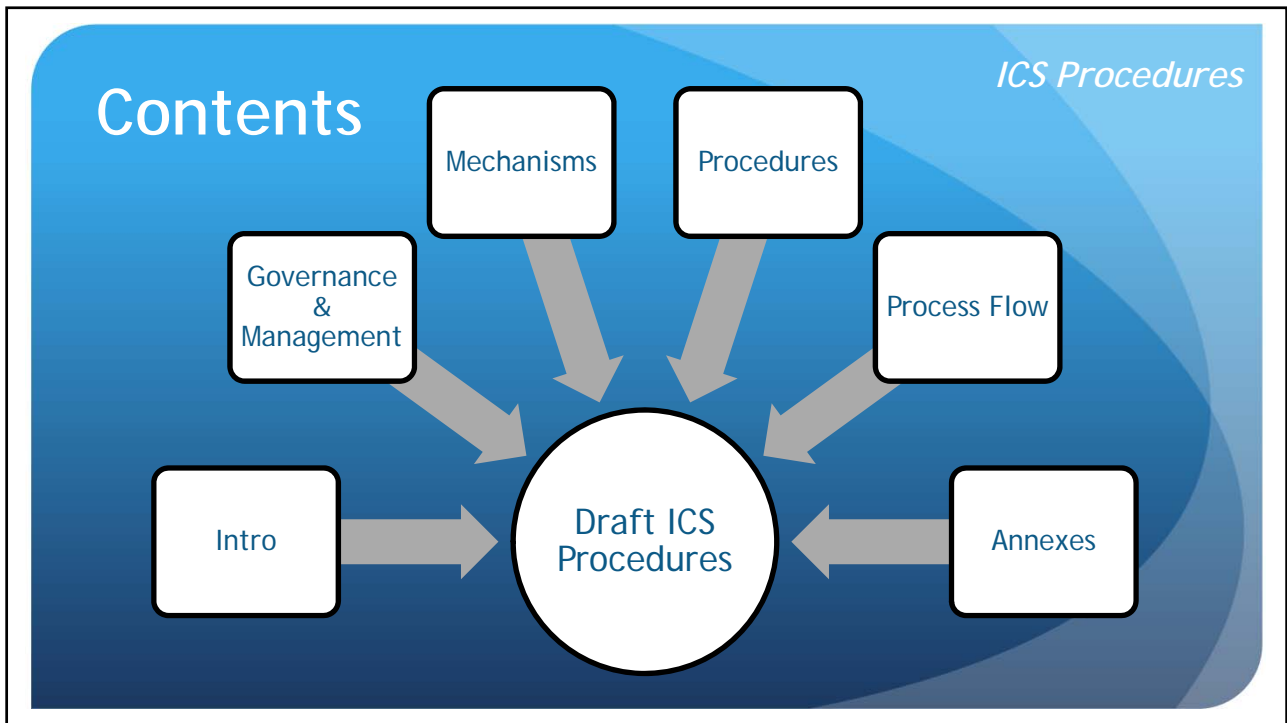 ICS Procedures
Contents
Mechanisms
Procedures
Governance
&
Management
Process Flow
Intro
Draft ICS
Procedures
Annexes